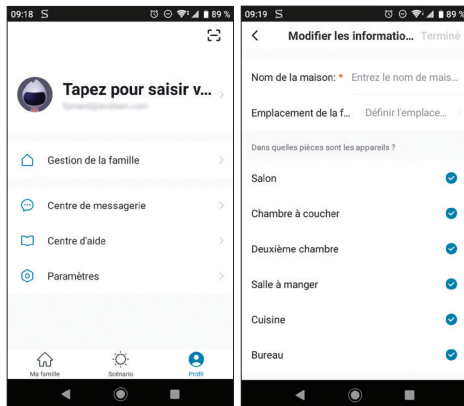 09:18 S 89 %
Tapez pour saisir v...
Gestion de la famille
Centre de messagerie
Centre d'aide
Paramètres
Ma famille Scénario Profil
09:19 S 89 %
Modifier les informatio... Terminé
Nom de la maison: * Entrez le nom de mais...
Emplacement de la f... Définir l'emplace...
Dans quelles pièces sont les appareils ?
Salon
Chambre à coucher
Deuxième chambre
Salle à manger
Cuisine
Bureau